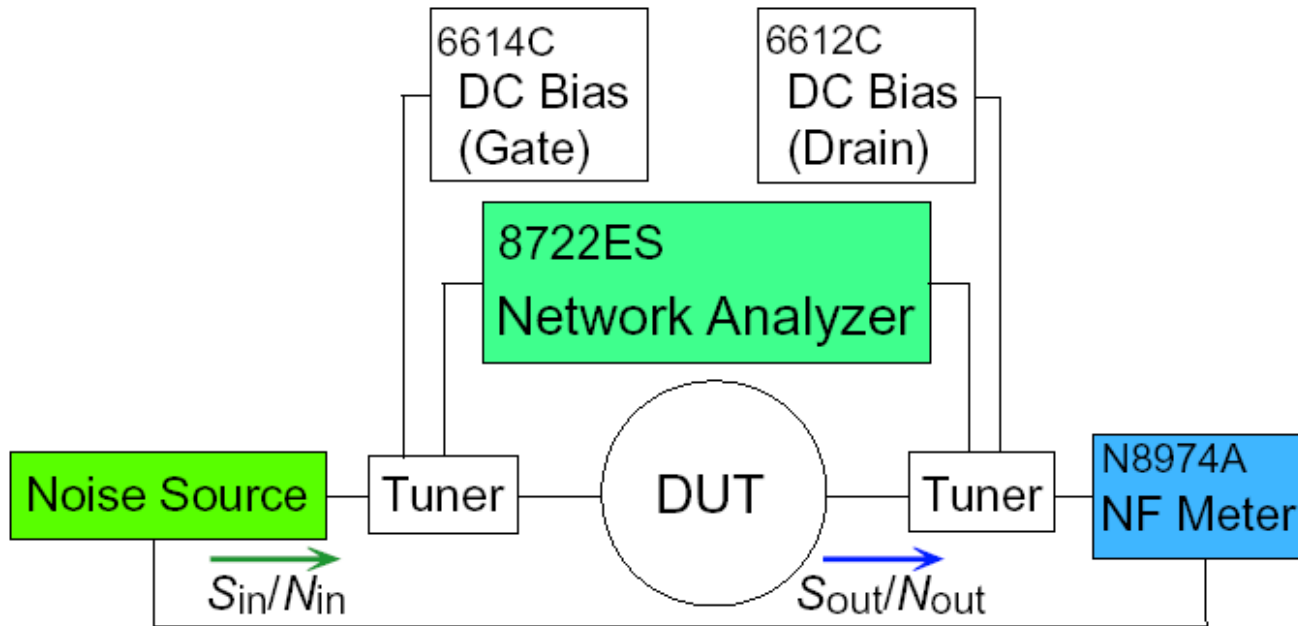 6614C
DC Bias
(Gate)
6612C
DC Bias
(Drain)
8722ES
Network Analyzer
Noise Source
Tuner
DUT
Tuner
N8974A
NF Meter
Sin/Nin
Sout/Nout